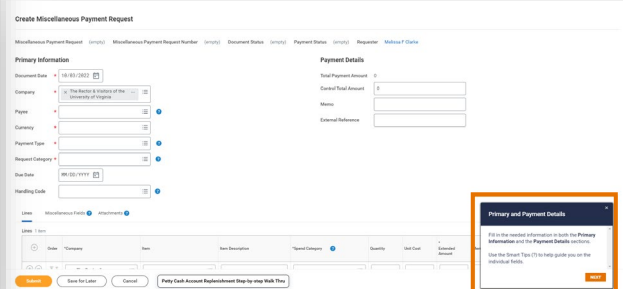 Create Miscellaneous Payment Request
Miscellaneous Payment Request (empty) Miscellaneous Payment Request Number (empty) Document Status (empty) Payment Status (empty) Requester Melissa F Clarke
Primary Information
Payment Details
Document Date * 10/03/2022
Total Payment Amount 0
Company * × The Rector & Visitors of the ...
University of Virginia
Control Total Amount 0
Memo
Payee *
External Reference
Currency *
Payment Type *
Request Category *
Due Date MM/DD/YYYY
Handling Code
Lines Miscellaneous Fields ? Attachments ?
Lines 1 item
Order *Company Item Item Description *Spend Category ? Quantity Unit Cost * Extended
Amount
Submit Save for Later Cancel Petty Cash Account Replenishment Step-by-step Walk Thru
Primary and Payment Details ×
Fill in the needed information in both the Primary
Information and the Payment Details sections.
Use the Smart Tips (?) to help guide you on the
individual fields.
NEXT